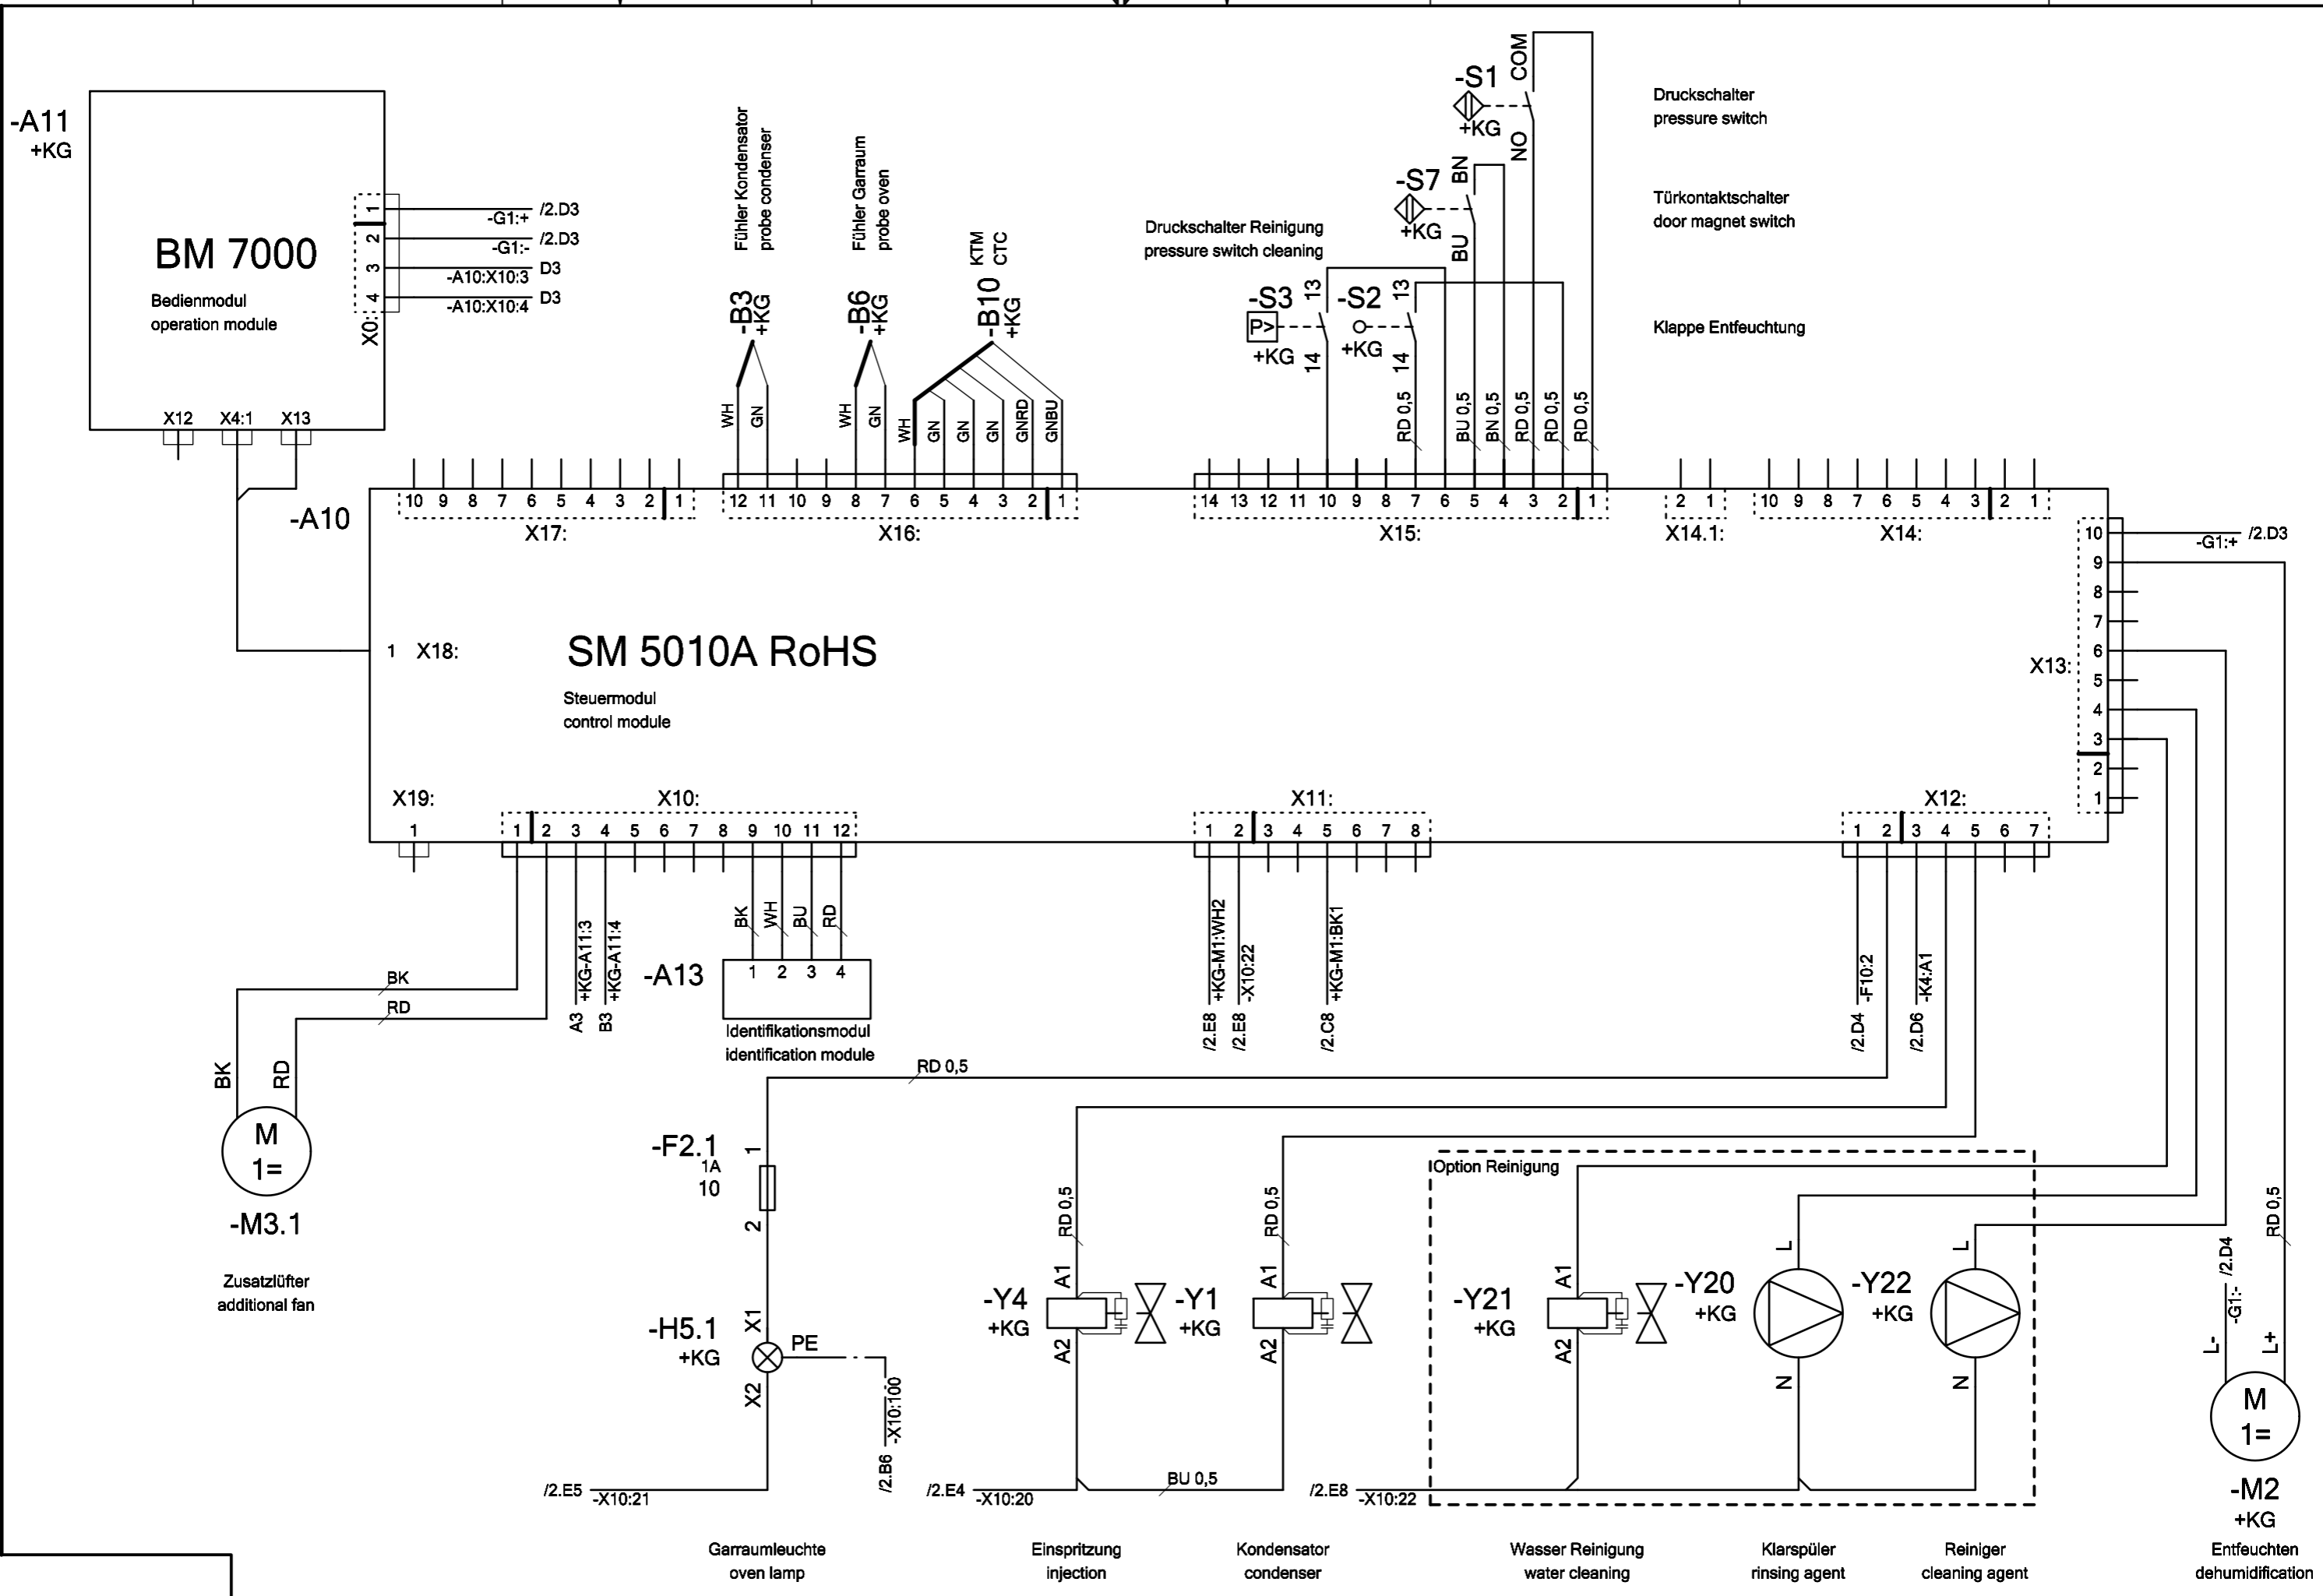 -A11
+KG
BM 7000
Bedienmodul
operation module
1
2
3
4
X0:
-G1:+ /2.D3
-G1:- /2.D3
-A10:X10:3 D3
-A10:X10:4 D3
X12 X4:1 X13
Fühler Kondensator
probe condenser
Fühler Garraum
probe oven
KTM
CTC
-B3
+KG
-B6
+KG
-B10
+KG
WH GN WH GN WH GN GN GN GNRD GNBU
Druckschalter Reinigung
pressure switch cleaning
-S1
+KG
COM
NO
Druckschalter
pressure switch
-S7
+KG
BN
BU
Türkontaktschalter
door magnet switch
-S3
P>
+KG
13
14
-S2
+KG
13
14
Klappe Entfeuchtung
RD 0,5 BU 0,5 BN 0,5 RD 0,5 RD 0,5 RD 0,5
-A10
10 9 8 7 6 5 4 3 2 1
X17:
12 11 10 9 8 7 6 5 4 3 2 1
X16:
14 13 12 11 10 9 8 7 6 5 4 3 2 1
X15:
2 1
X14.1:
10 9 8 7 6 5 4 3 2 1
X14:
10
9
8
7
6
5
4
3
2
1
X13:
-G1:+ /2.D3
1 X18:
SM 5010A RoHS
Steuermodul
control module
X19:
1
X10:
1 2 3 4 5 6 7 8 9 10 11 12
X11:
1 2 3 4 5 6 7 8
X12:
1 2 3 4 5 6 7
BK
RD
A3 +KG-A11:3
B3 +KG-A11:4
BK WH BU RD
-A13
1 2 3 4
Identifikationsmodul
identification module
/2.E8 +KG-M1:WH2
/2.E8 -X10:22
/2.C8 +KG-M1:BK1
/2.D4 -F10:2
/2.D6 -K4:A1
BK
RD
M
1=
-M3.1
Zusatzlüfter
additional fan
RD 0,5
-F2.1
1A
10
1
2
-H5.1
+KG
X1
X2
PE
/2.B6 -X10:100
/2.E5 -X10:21
Garraumleuchte
oven lamp
RD 0,5
-Y4
+KG
A1
A2
/2.E4 -X10:20
Einspritzung
injection
RD 0,5
-Y1
+KG
A1
A2
BU 0,5
Kondensator
condenser
Option Reinigung
/2.E8 -X10:22
-Y21
+KG
A1
A2
Wasser Reinigung
water cleaning
-Y20
+KG
L
N
Klarspüler
rinsing agent
-Y22
+KG
L
N
Reiniger
cleaning agent
-G1:- /2.D4
RD 0,5
L-
L+
M
1=
-M2
+KG
Entfeuchten
dehumidification